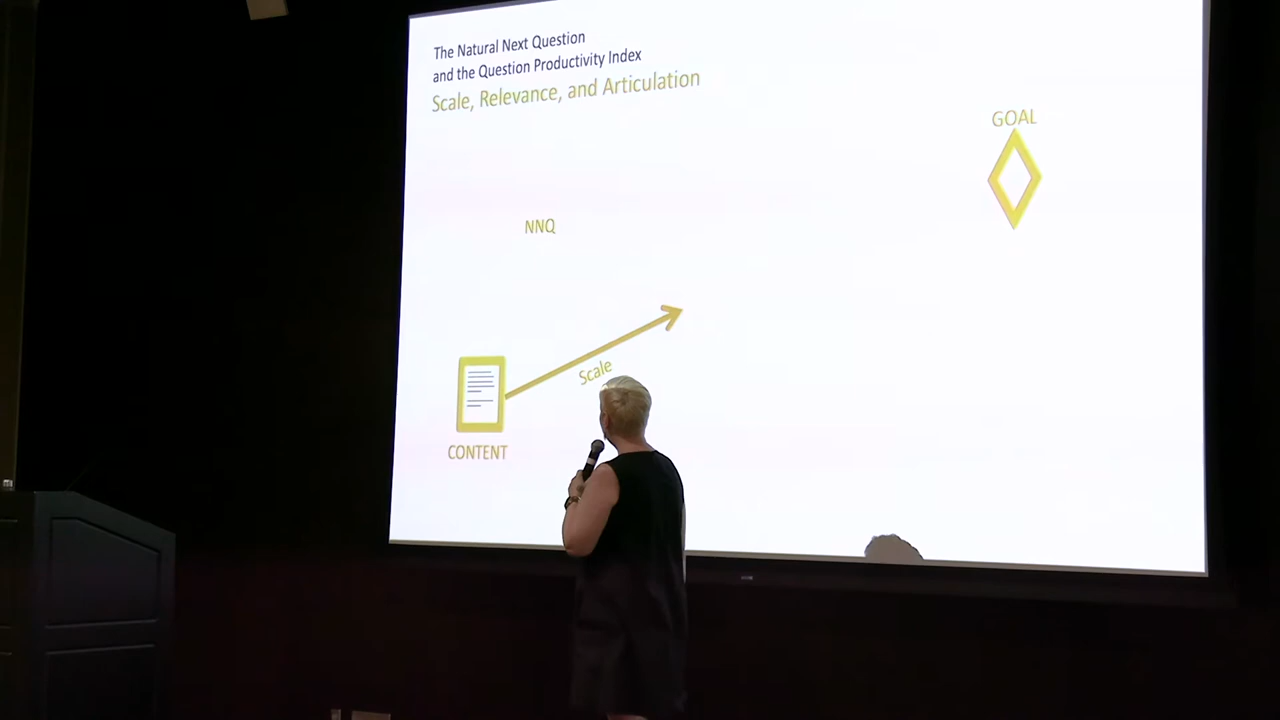 The Natural Next Question
and the Question Productivity Index
Scale, Relevance, and Articulation
GOAL
NNQ
Scale
CONTENT